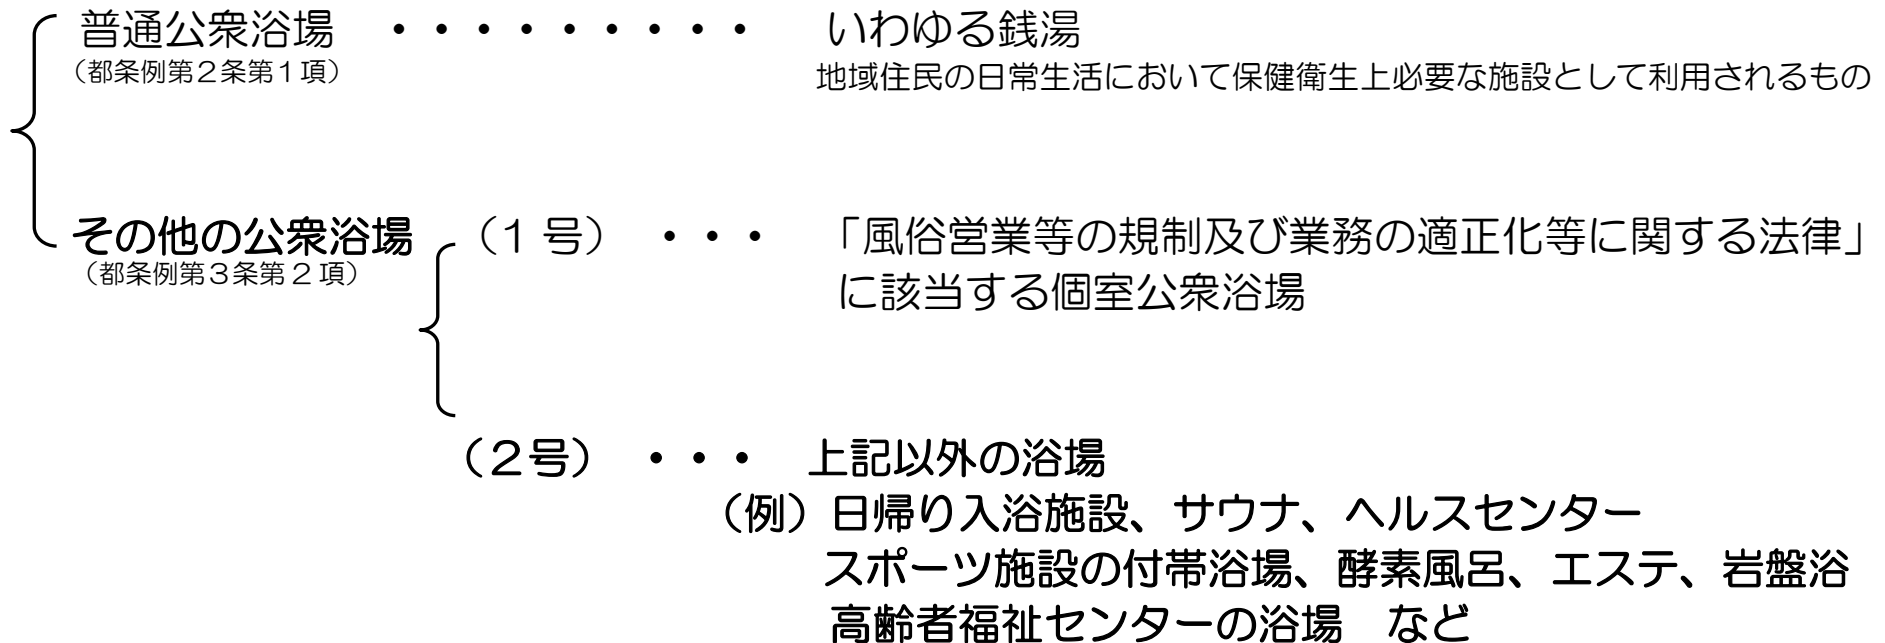 普通公衆浴場 ・・・・・・・・・ いわゆる銭湯
（都条例第２条第１項） 地域住民の日常生活において保健衛生上必要な施設として利用されるもの
その他の公衆浴場 （１号） ・・・ 「風俗営業等の規制及び業務の適正化等に関する法律」
（都条例第３条第２項） に該当する個室公衆浴場
（２号） ・・・ 上記以外の浴場
（例）日帰り入浴施設、サウナ、ヘルスセンター
スポーツ施設の付帯浴場、酵素風呂、エステ、岩盤浴
高齢者福祉センターの浴場　など